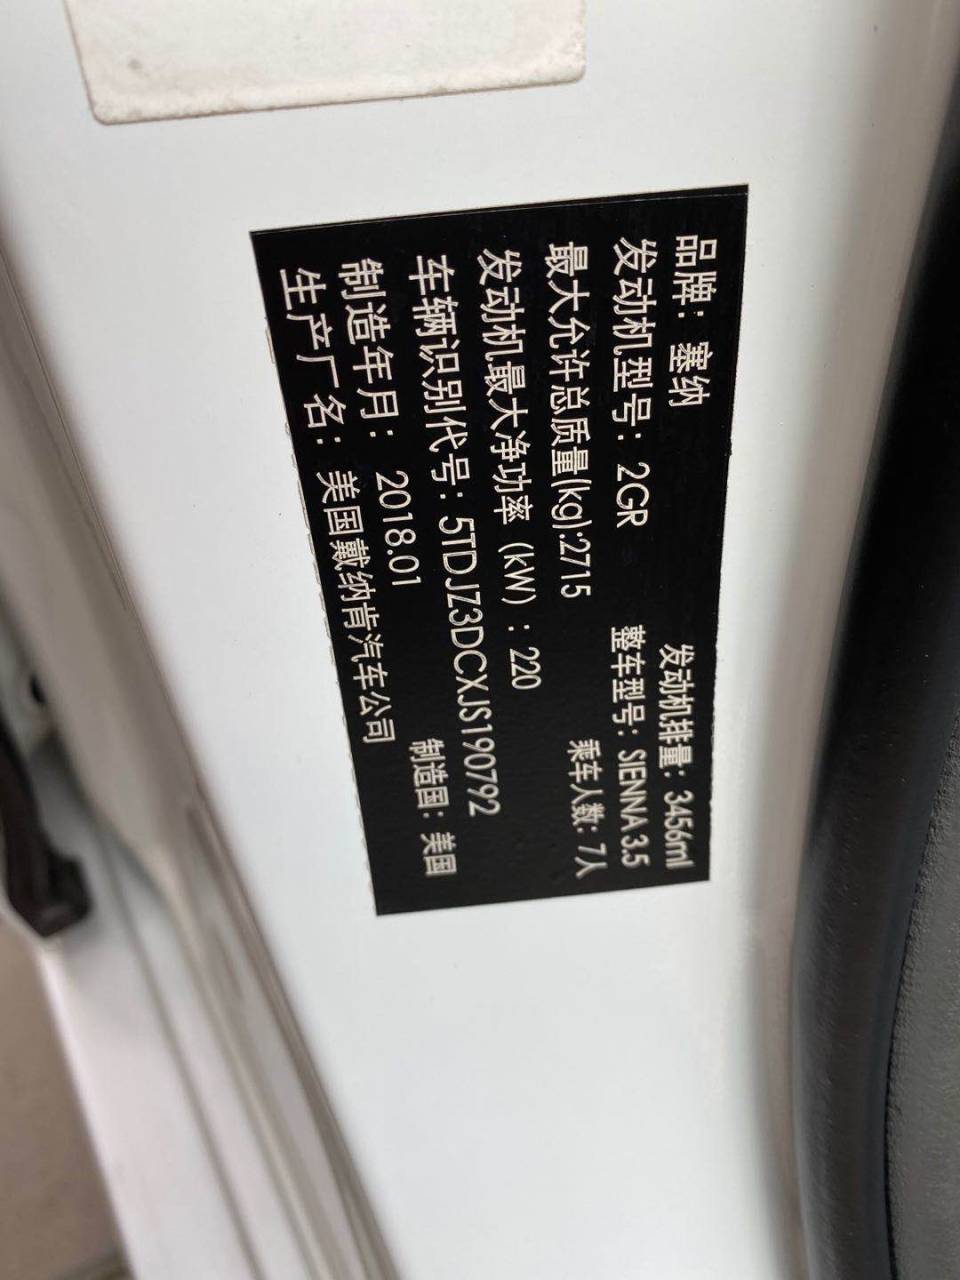 品牌：塞纳 发动机排量：3456ml
发动机型号：2GR 整车型号：SIENNA 3.5
最大允许总质量(kg):2715 乘车人数：7人
发动机最大净功率（kW）：220
车辆识别代号：5TDJZ3DCXJS190792
制造年月：2018.01 制造国：美国
生产厂名：美国戴纳肯汽车公司